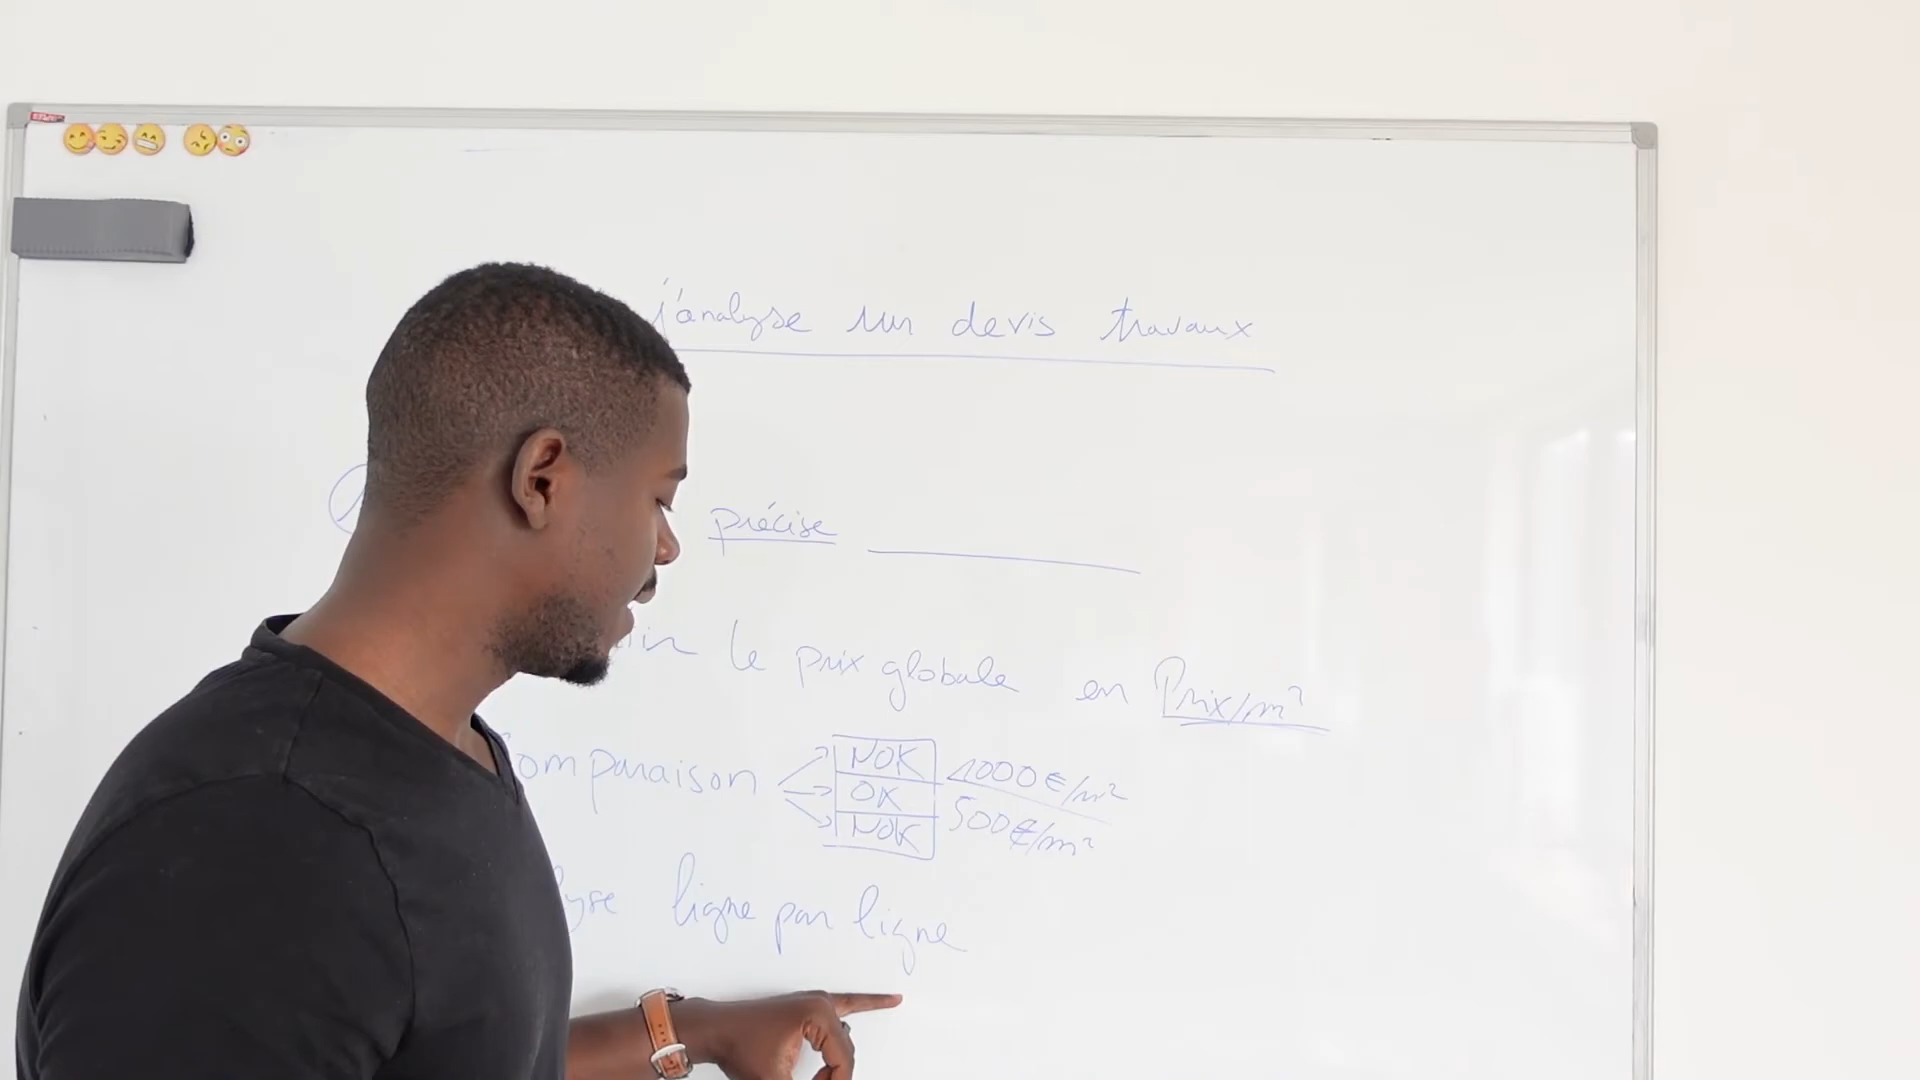 j'analyse un devis travaux
précise
le prix globale en Prix/m²
omparaison
NOK
1000€/m²
OK
500€/m²
NOK
lyse ligne par ligne